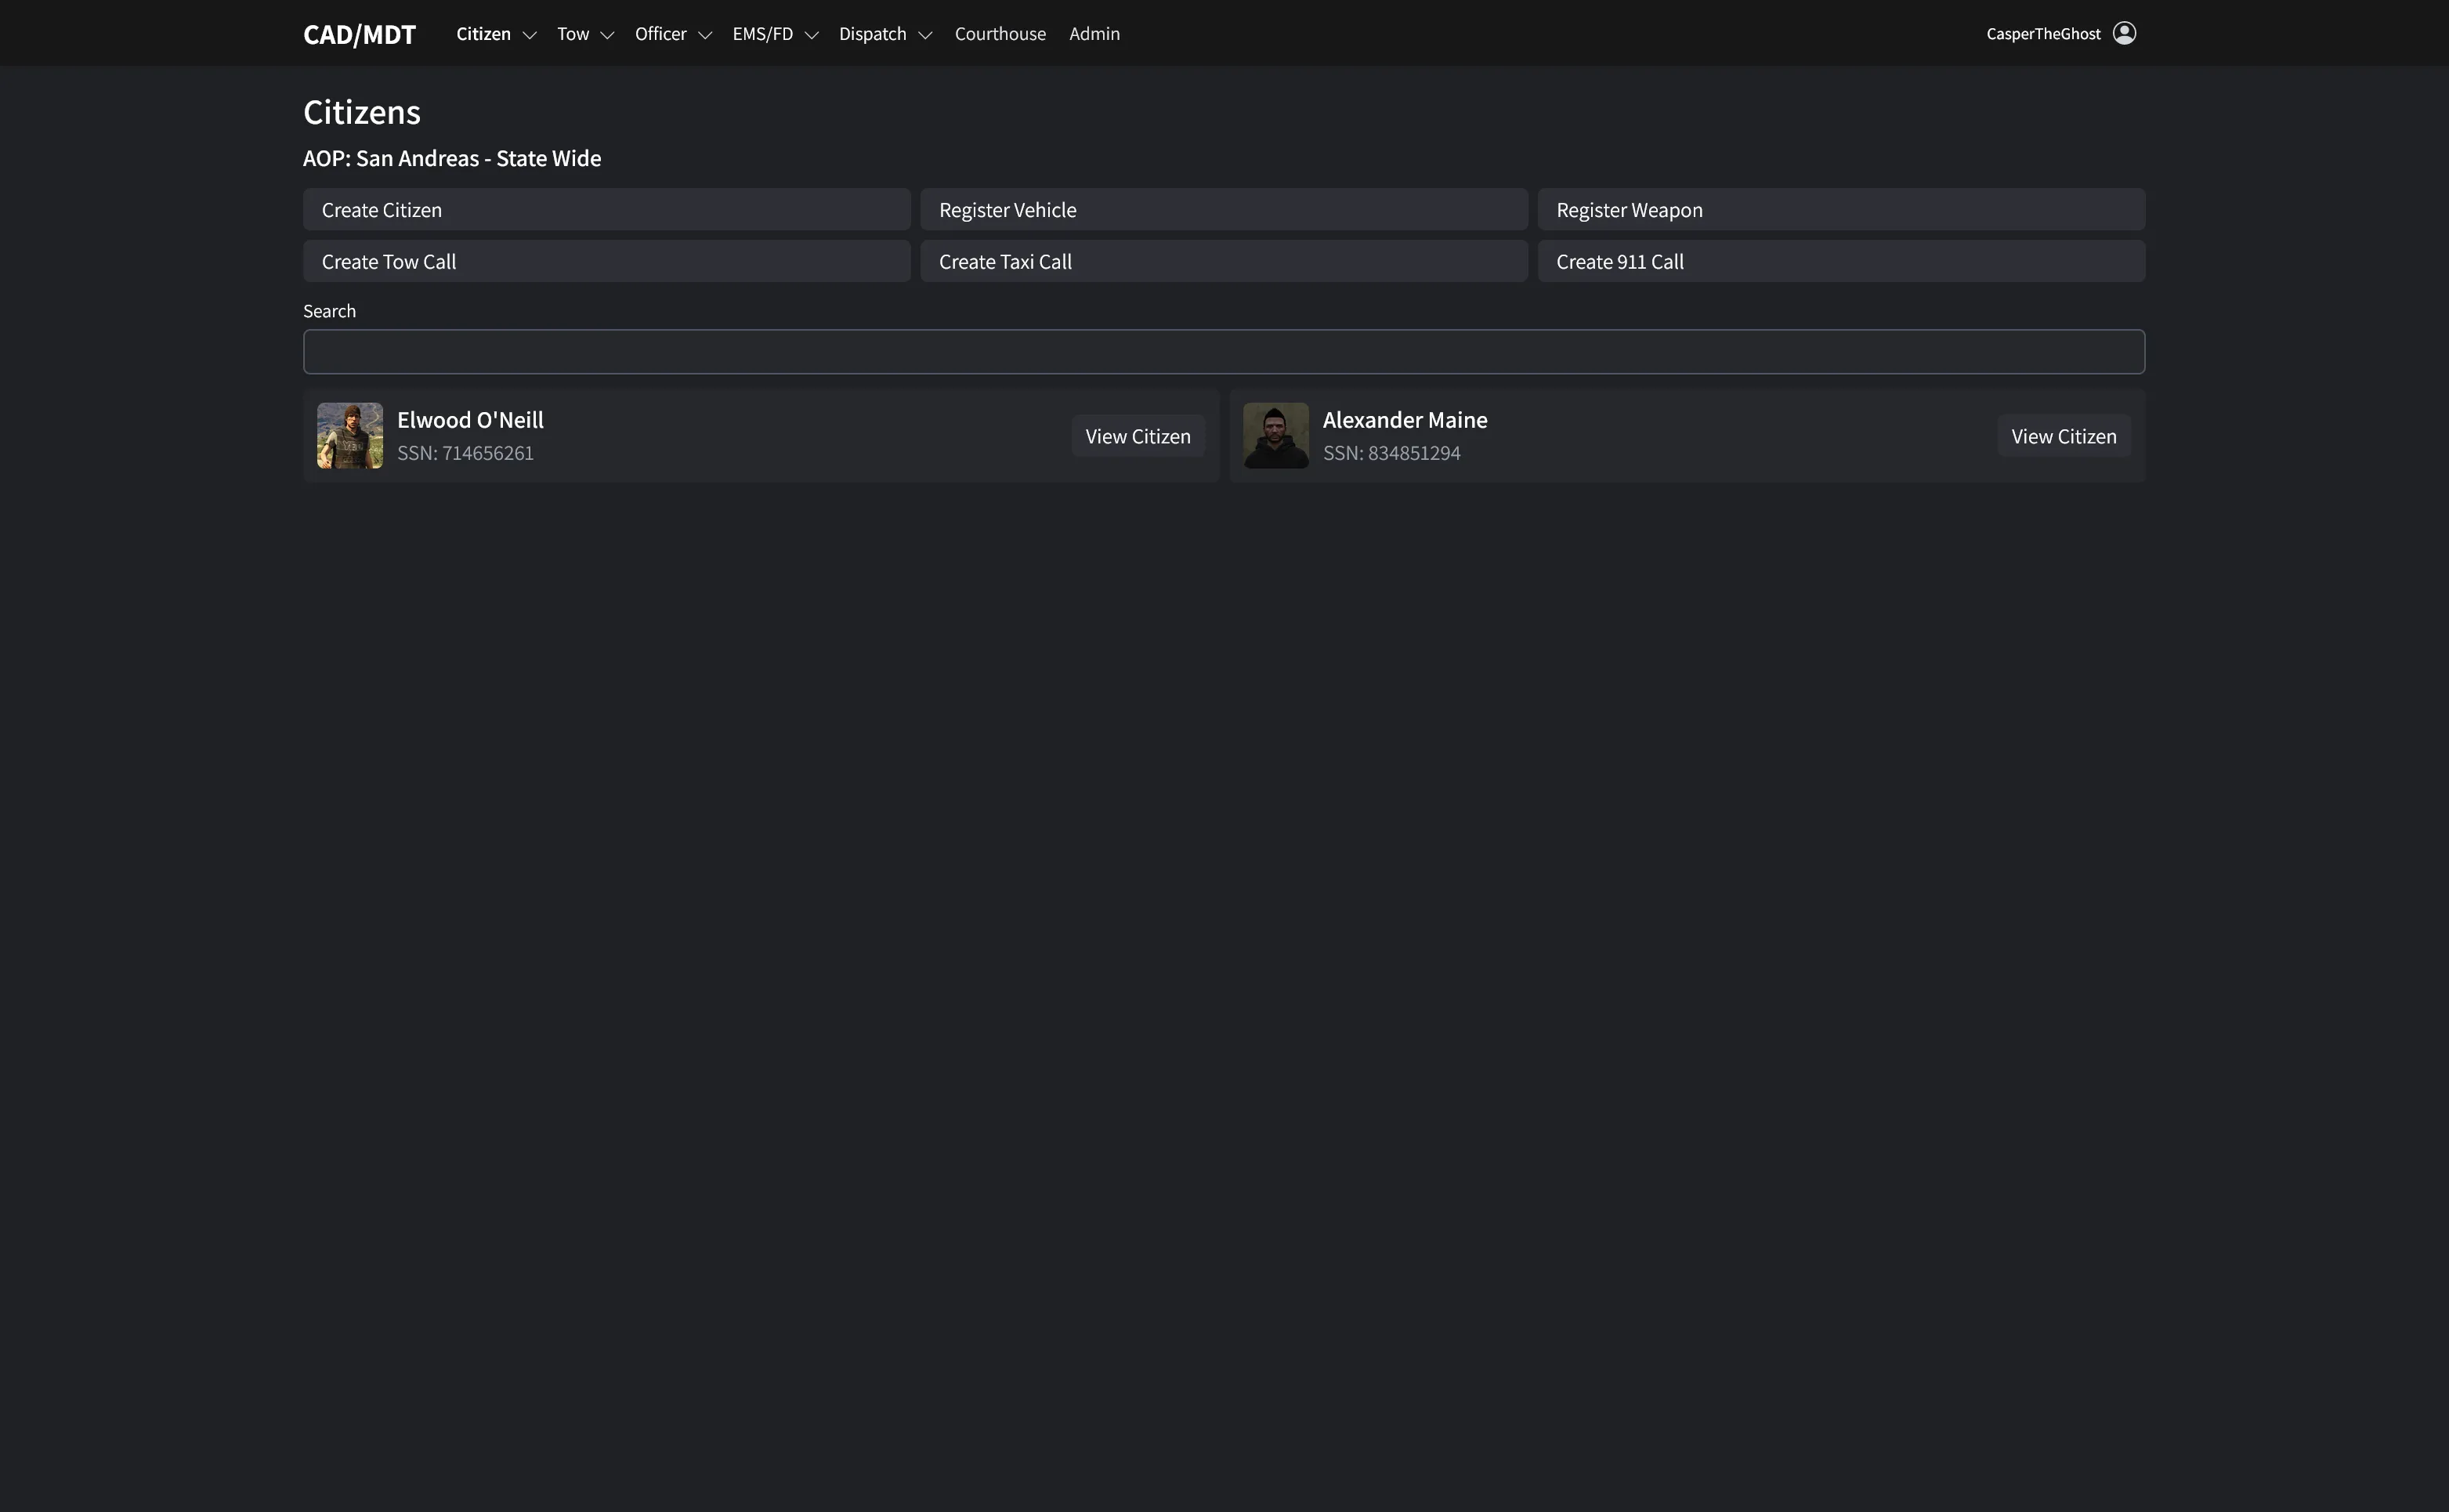 CAD/MDT Citizen Tow Officer EMS/FD Dispatch Courthouse Admin CasperTheGhost
Citizens
AOP: San Andreas - State Wide
Create Citizen Register Vehicle Register Weapon
Create Tow Call Create Taxi Call Create 911 Call
Search
Elwood O'Neill
SSN: 714656261
View Citizen
Alexander Maine
SSN: 834851294
View Citizen